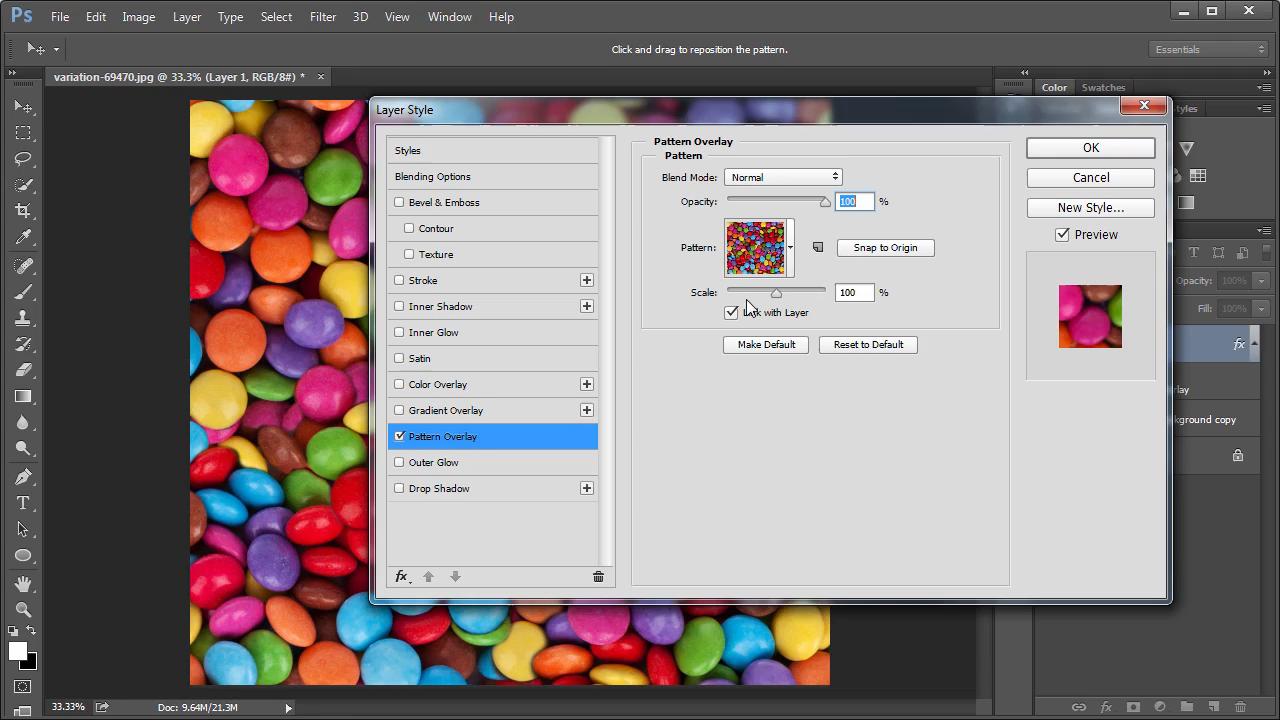 Ps File Edit Image Layer Type Select Filter 3D View Window Help
Click and drag to reposition the pattern.
Essentials
variation-69470.jpg @ 33.3% (Layer 1, RGB/8#) * ×
Color Swatches
Layer Style
Styles
Blending Options
Bevel & Emboss
Contour
Texture
Stroke
Inner Shadow
Inner Glow
Satin
Color Overlay
Gradient Overlay
Pattern Overlay
Outer Glow
Drop Shadow
fx
Pattern Overlay
Pattern
Blend Mode: Normal
Opacity: 100 %
Pattern: Snap to Origin
Scale: 100 %
with Layer
Make Default Reset to Default
OK
Cancel
New Style...
Preview
tyles
T
Opacity: 100%
Fill: 100%
fx
rlay
kground copy
T
33.33% Doc: 9.64M/21.3M
fx